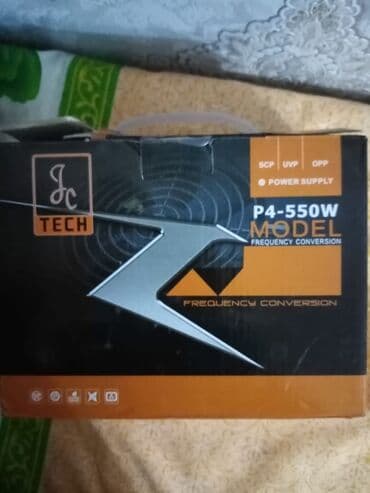 Jc
TECH
SCP UVP OPP
POWER SUPPLY
P4-550W
MODEL
FREQUENCY CONVERSION
FREQUENCY CONVERSION